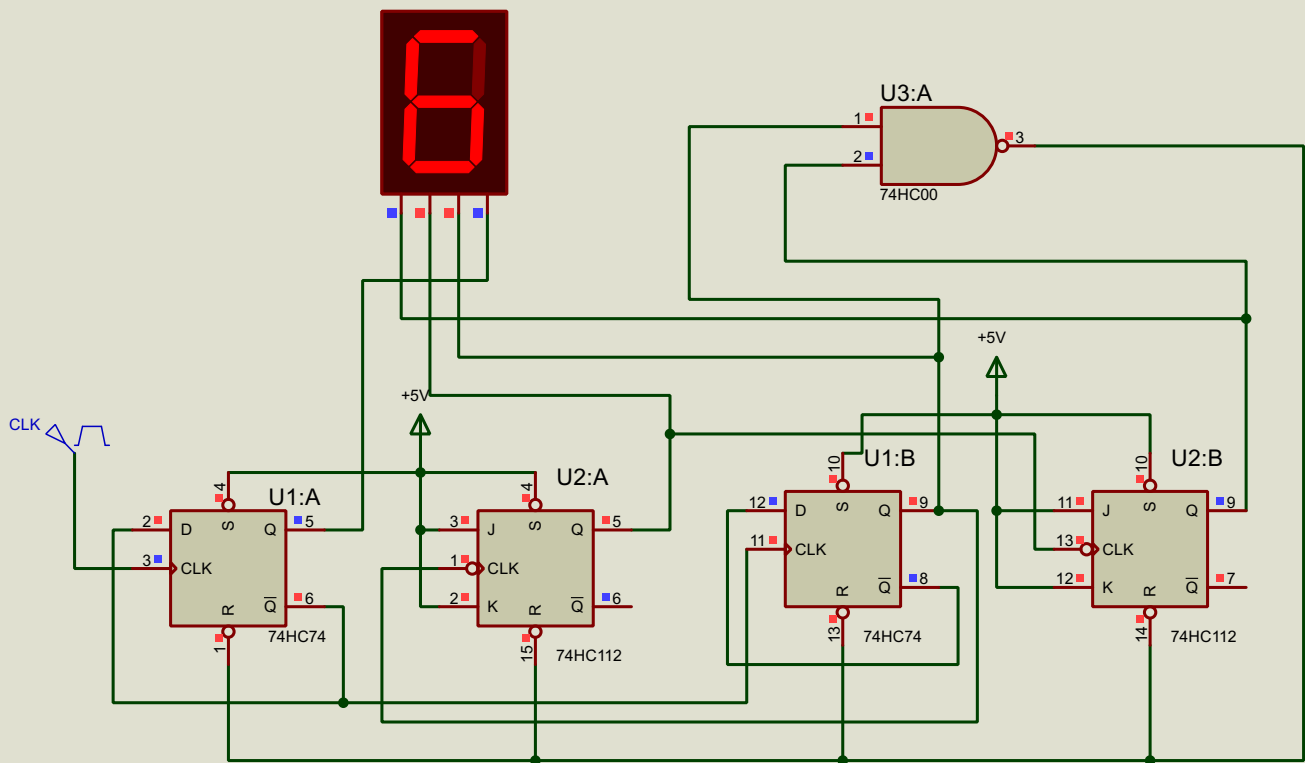 U3:A
1
3
2
74HC00
+5V
+5V
CLK
U1:B
U2:B
10
10
U2:A
U1:A
4
4
12
D
S
Q
9
11
J
S
Q
9
2
D
S
Q
5
3
J
S
Q
5
11
CLK
13
CLK
3
CLK
1
CLK
Q
8
12
K
Q
7
Q
6
2
K
Q
6
R
R
R
R
74HC74
74HC112
74HC74
74HC112
13
14
1
15